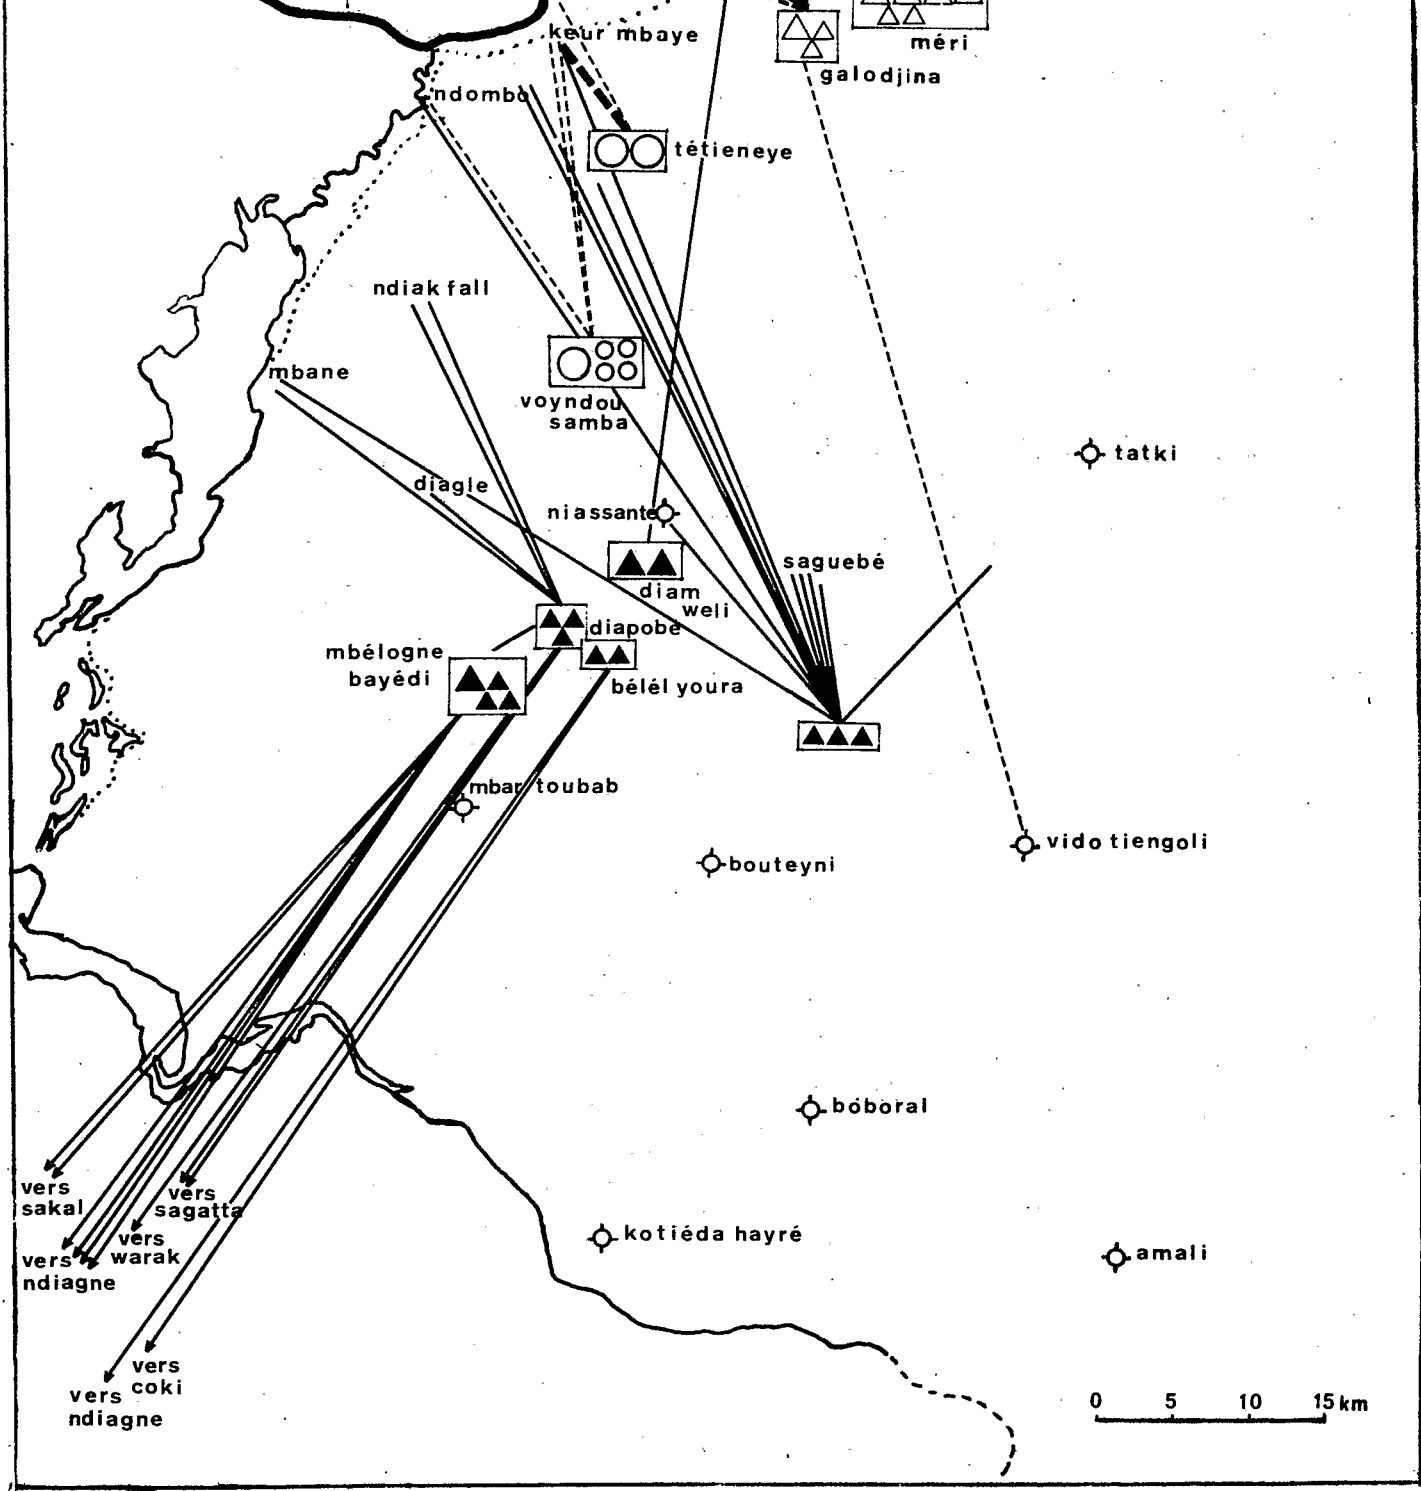 keur mbaye
méri
galodjina
ndombo
tétieneye
ndiak fall
mbane
voyndou
samba
tatki
diagle
niassante
saguebé
diam
weli
diapobé
mbélogne
bayédi
bélél youra
mbar toubab
vido tiengoli
bouteyni
boboral
vers
sakal
vers
sagatta
vers
warak
vers
ndiagne
kotiéda hayré
amali
vers
coki
vers
ndiagne
0 5 10 15 km